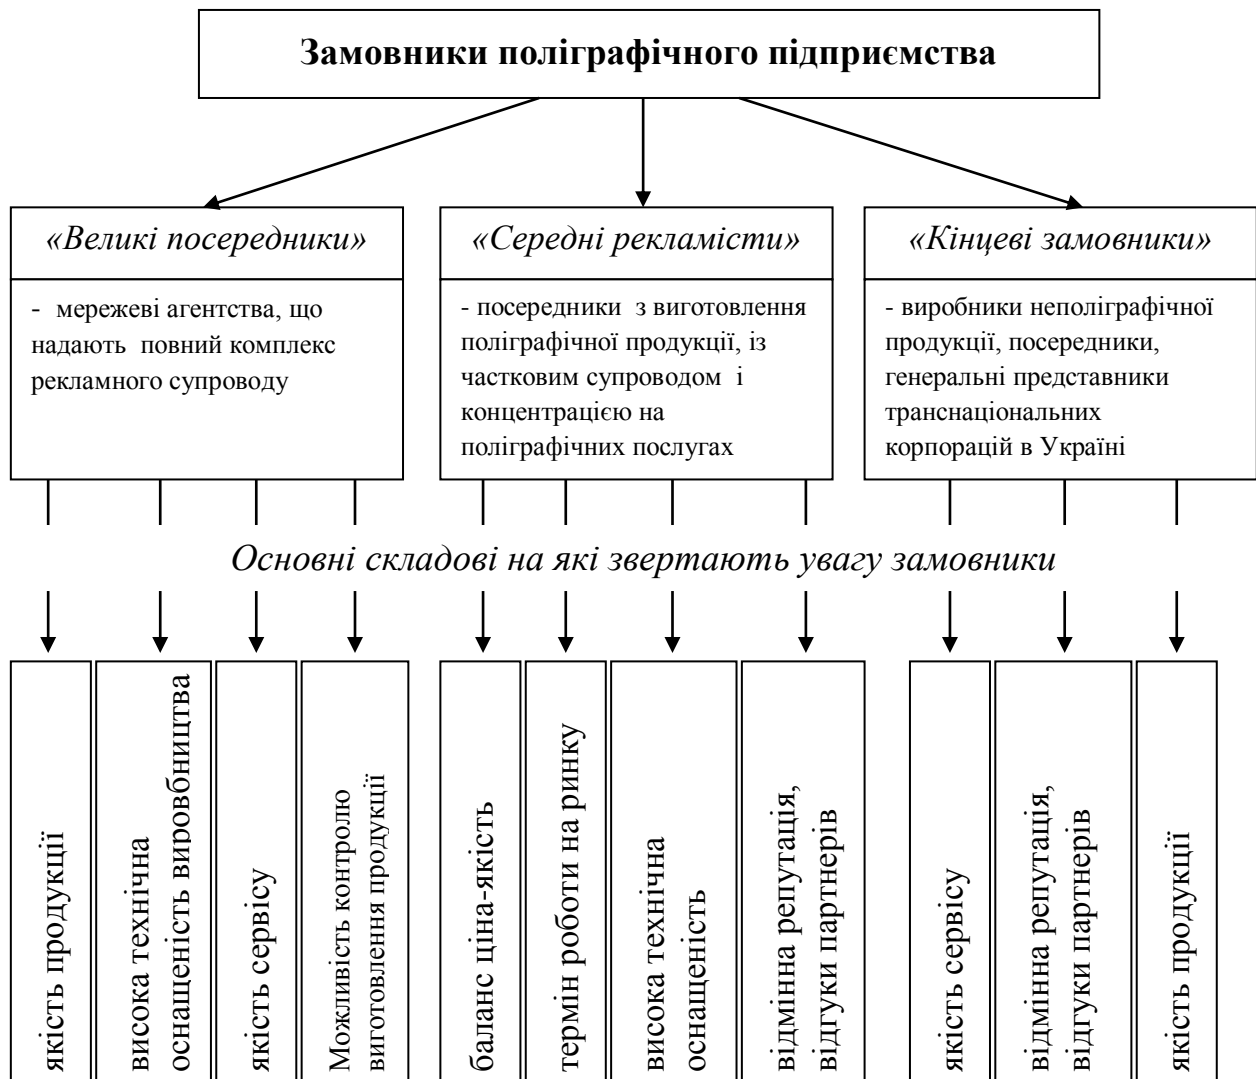 Замовники поліграфічного підприємства
«Великі посередники»
- мережеві агентства, що
надають повний комплекс
рекламного супроводу
«Середні рекламісти»
- посередники з виготовлення
поліграфічної продукції, із
частковим супроводом і
концентрацією на
поліграфічних послугах
«Кінцеві замовники»
- виробники неполіграфічної
продукції, посередники,
генеральні представники
транснаціональних
корпорацій в Україні
Основні складові на які звертають увагу замовники
якість продукції
висока технічна
оснащеність вировбництва
якість сервісу
Можливість контролю
виготовлення продукції
баланс ціна-якість
термін роботи на ринку
висока технічна
оснащеність
відмінна репутація,
відгуки партнерів
якість сервісу
відмінна репутація,
відгуки партнерів
якість продукції